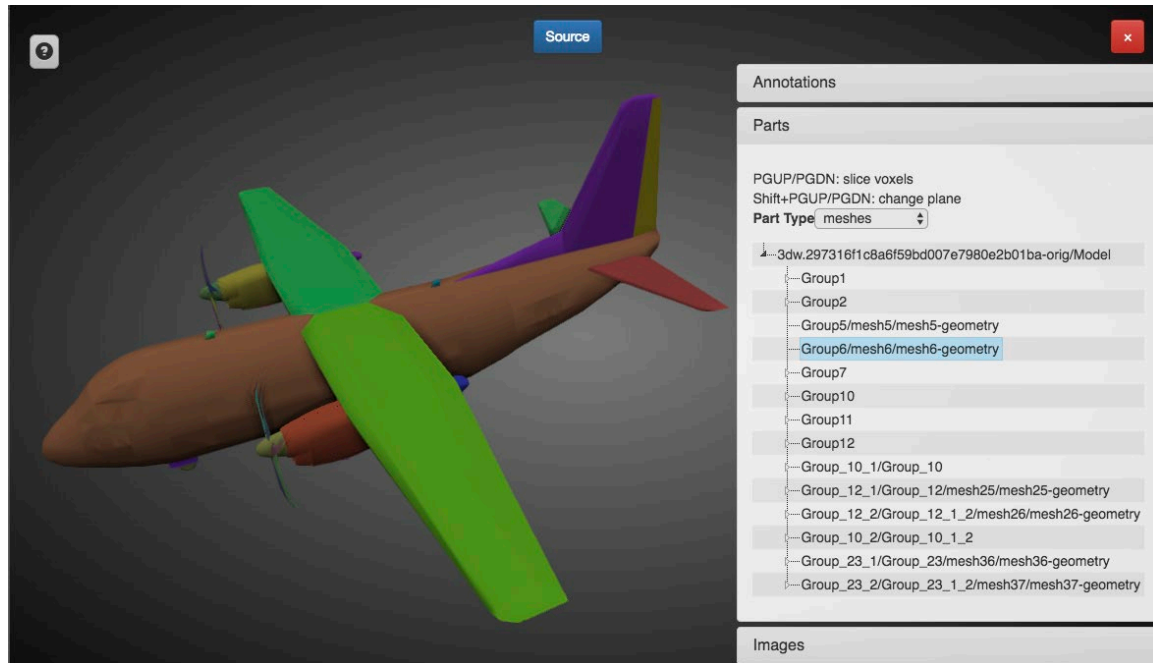 Source
×
?
Annotations
Parts
PGUP/PGDN: slice voxels
Shift+PGUP/PGDN: change plane
Part Type meshes
3dw.297316f1c8a6f59bd007e7980e2b01ba-orig/Model
Group1
Group2
Group5/mesh5/mesh5-geometry
Group6/mesh6/mesh6-geometry
Group7
Group10
Group11
Group12
Group_10_1/Group_10
Group_12_1/Group_12/mesh25/mesh25-geometry
Group_12_2/Group_12_1_2/mesh26/mesh26-geometry
Group_10_2/Group_10_1_2
Group_23_1/Group_23/mesh36/mesh36-geometry
Group_23_2/Group_23_1_2/mesh37/mesh37-geometry
Images